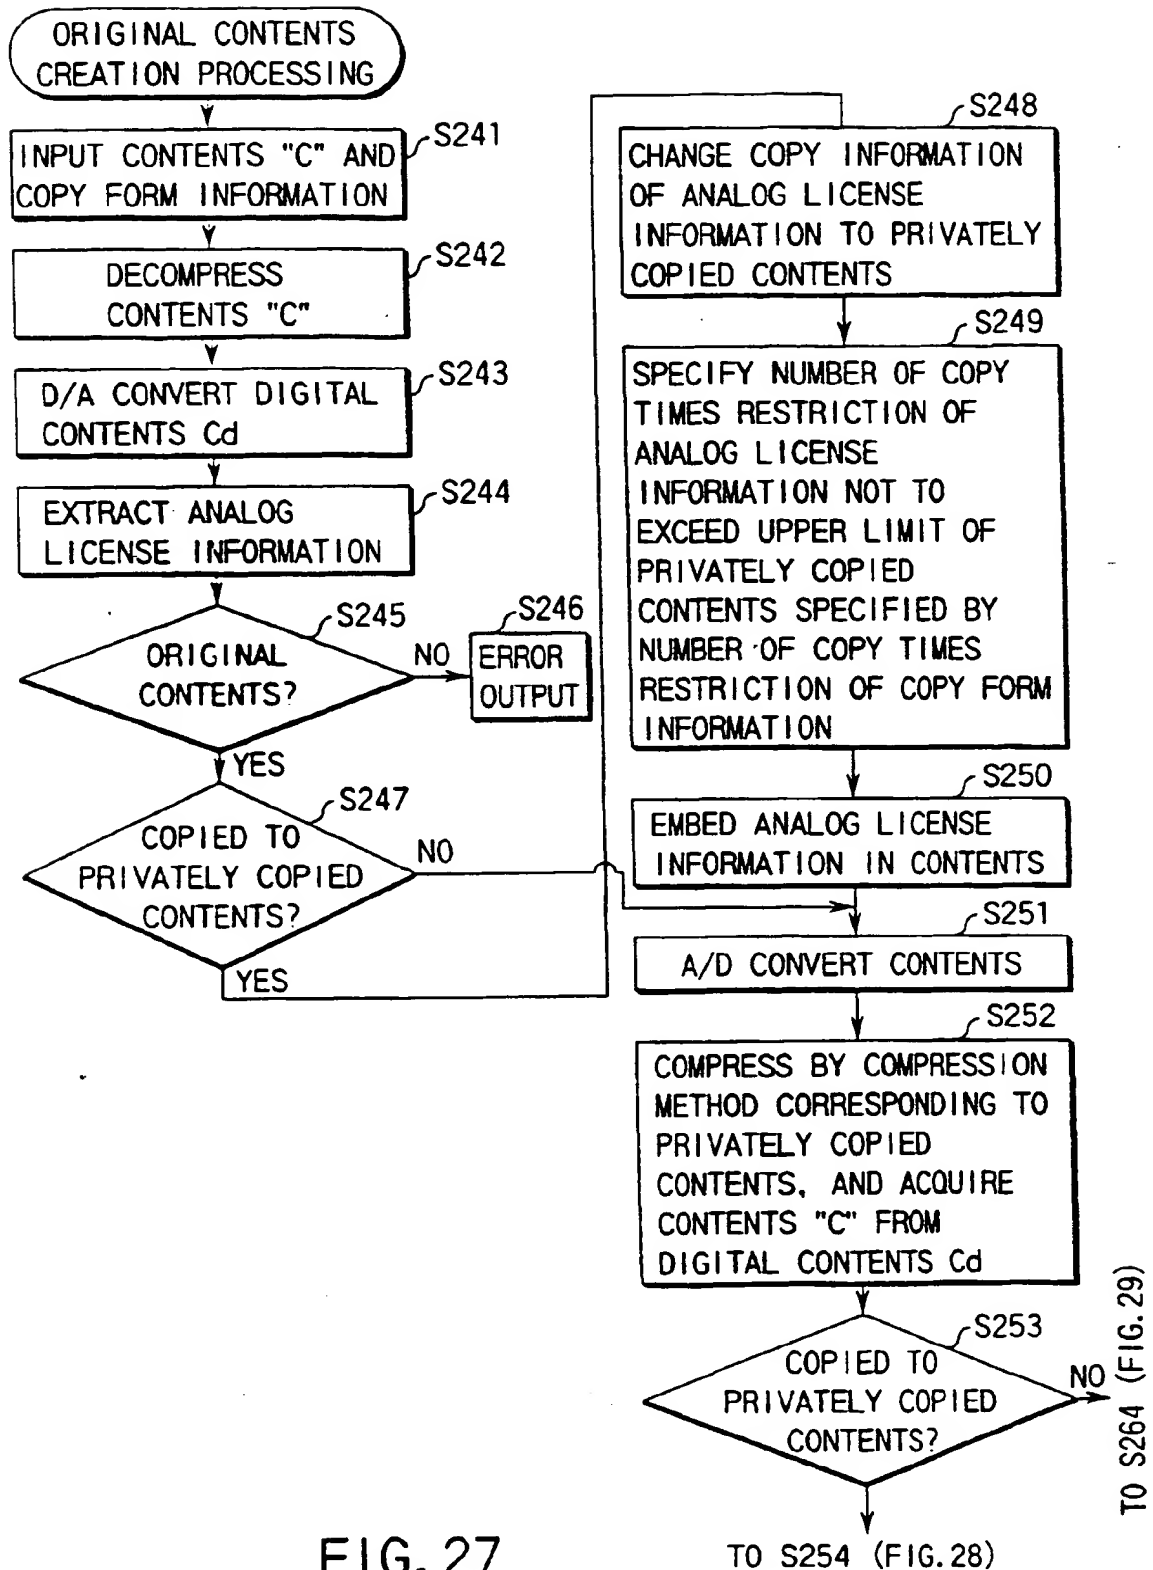 ORIGINAL CONTENTS
CREATION PROCESSING
S241
INPUT CONTENTS "C" AND
COPY FORM INFORMATION
S242
DECOMPRESS
CONTENTS "C"
S243
D/A CONVERT DIGITAL
CONTENTS Cd
S244
EXTRACT ANALOG
LICENSE INFORMATION
S245
ORIGINAL
CONTENTS?
NO
S246
ERROR
OUTPUT
YES
S247
COPIED TO
PRIVATELY COPIED
CONTENTS?
NO
YES
S248
CHANGE COPY INFORMATION
OF ANALOG LICENSE
INFORMATION TO PRIVATELY
COPIED CONTENTS
S249
SPECIFY NUMBER OF COPY
TIMES RESTRICTION OF
ANALOG LICENSE
INFORMATION NOT TO
EXCEED UPPER LIMIT OF
PRIVATELY COPIED
CONTENTS SPECIFIED BY
NUMBER OF COPY TIMES
RESTRICTION OF COPY FORM
INFORMATION
S250
EMBED ANALOG LICENSE
INFORMATION IN CONTENTS
S251
A/D CONVERT CONTENTS
S252
COMPRESS BY COMPRESSION
METHOD CORRESPONDING TO
PRIVATELY COPIED
CONTENTS, AND ACQUIRE
CONTENTS "C" FROM
DIGITAL CONTENTS Cd
S253
COPIED TO
PRIVATELY COPIED
CONTENTS?
NO
TO S264 (FIG. 29)
TO S254 (FIG. 28)
FIG. 27